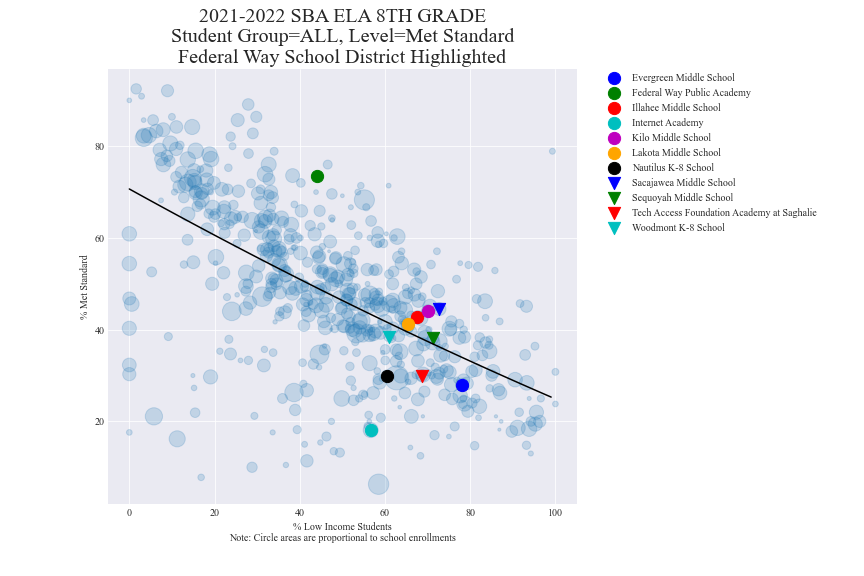 2021-2022 SBA ELA 8TH GRADE
Student Group=ALL, Level=Met Standard
Federal Way School District Highlighted
Evergreen Middle School
Federal Way Public Academy
Illahee Middle School
Internet Academy
Kilo Middle School
Lakota Middle School
Nautilus K-8 School
Sacajawea Middle School
Sequoyah Middle School
Tech Access Foundation Academy at Saghalie
Woodmont K-8 School
% Met Standard
80
60
40
20
0 20 40 60 80 100
% Low Income Students
Note: Circle areas are proportional to school enrollments